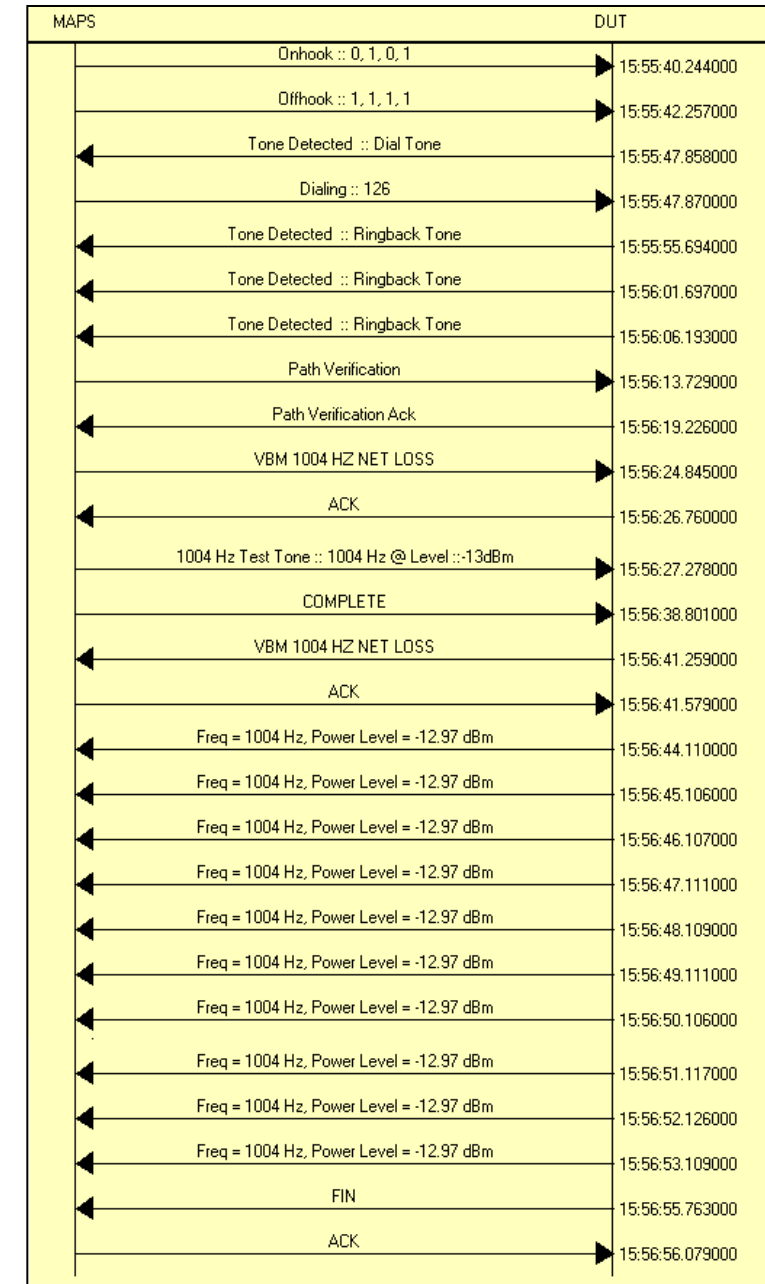 MAPS DUT
Onhook :: 0, 1, 0, 1
15:55:40.244000
Offhook :: 1, 1, 1, 1
15:55:42.257000
Tone Detected :: Dial Tone
15:55:47.858000
Dialing :: 126
15:55:47.870000
Tone Detected :: Ringback Tone
15:55:55.694000
Tone Detected :: Ringback Tone
15:56:01.697000
Tone Detected :: Ringback Tone
15:56:06.193000
Path Verification
15:56:13.729000
Path Verification Ack
15:56:19.226000
VBM 1004 HZ NET LOSS
15:56:24.845000
ACK
15:56:26.760000
1004 Hz Test Tone :: 1004 Hz @ Level ::-13dBm
15:56:27.278000
COMPLETE
15:56:38.801000
VBM 1004 HZ NET LOSS
15:56:41.259000
ACK
15:56:41.579000
Freq = 1004 Hz, Power Level = -12.97 dBm
15:56:44.110000
Freq = 1004 Hz, Power Level = -12.97 dBm
15:56:45.106000
Freq = 1004 Hz, Power Level = -12.97 dBm
15:56:46.107000
Freq = 1004 Hz, Power Level = -12.97 dBm
15:56:47.111000
Freq = 1004 Hz, Power Level = -12.97 dBm
15:56:48.109000
Freq = 1004 Hz, Power Level = -12.97 dBm
15:56:49.111000
Freq = 1004 Hz, Power Level = -12.97 dBm
15:56:50.106000
Freq = 1004 Hz, Power Level = -12.97 dBm
15:56:51.117000
Freq = 1004 Hz, Power Level = -12.97 dBm
15:56:52.126000
Freq = 1004 Hz, Power Level = -12.97 dBm
15:56:53.109000
FIN
15:56:55.763000
ACK
15:56:56.079000